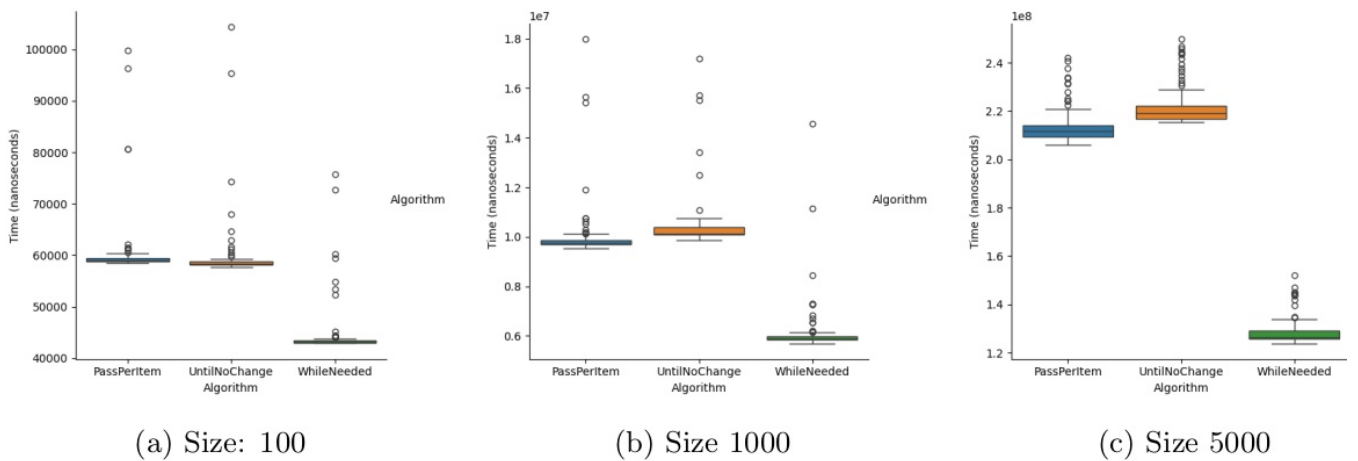 100000
90000
80000
70000
60000
50000
40000
Time (nanoseconds)
PassPerItem UntilNoChange WhileNeeded
Algorithm
Algorithm
1e7
1.8
1.6
1.4
1.2
1.0
0.8
0.6
Time (nanoseconds)
PassPerItem UntilNoChange WhileNeeded
Algorithm
Algorithm
1e8
2.4
2.2
2.0
1.8
1.6
1.4
1.2
Time (nanoseconds)
PassPerItem UntilNoChange WhileNeeded
Algorithm
(a) Size: 100
(b) Size 1000
(c) Size 5000